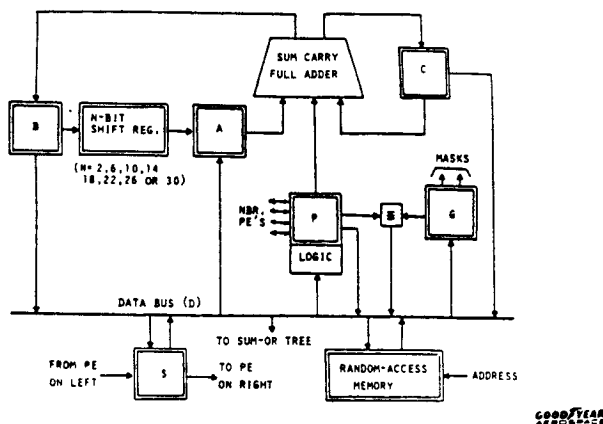 SUM CARRY
FULL ADDER
C
B
N-BIT
SHIFT REG.
A
(N= 2,6,10,14
18,22,26 OR 30)
MASKS
NBR.
PE'S
P
≡
G
LOGIC
DATA BUS (D)
TO SUM-OR TREE
FROM PE
ON LEFT
S
TO PE
ON RIGHT
RANDOM-ACCESS
MEMORY
ADDRESS
GOODYEAR
AEROSPACE